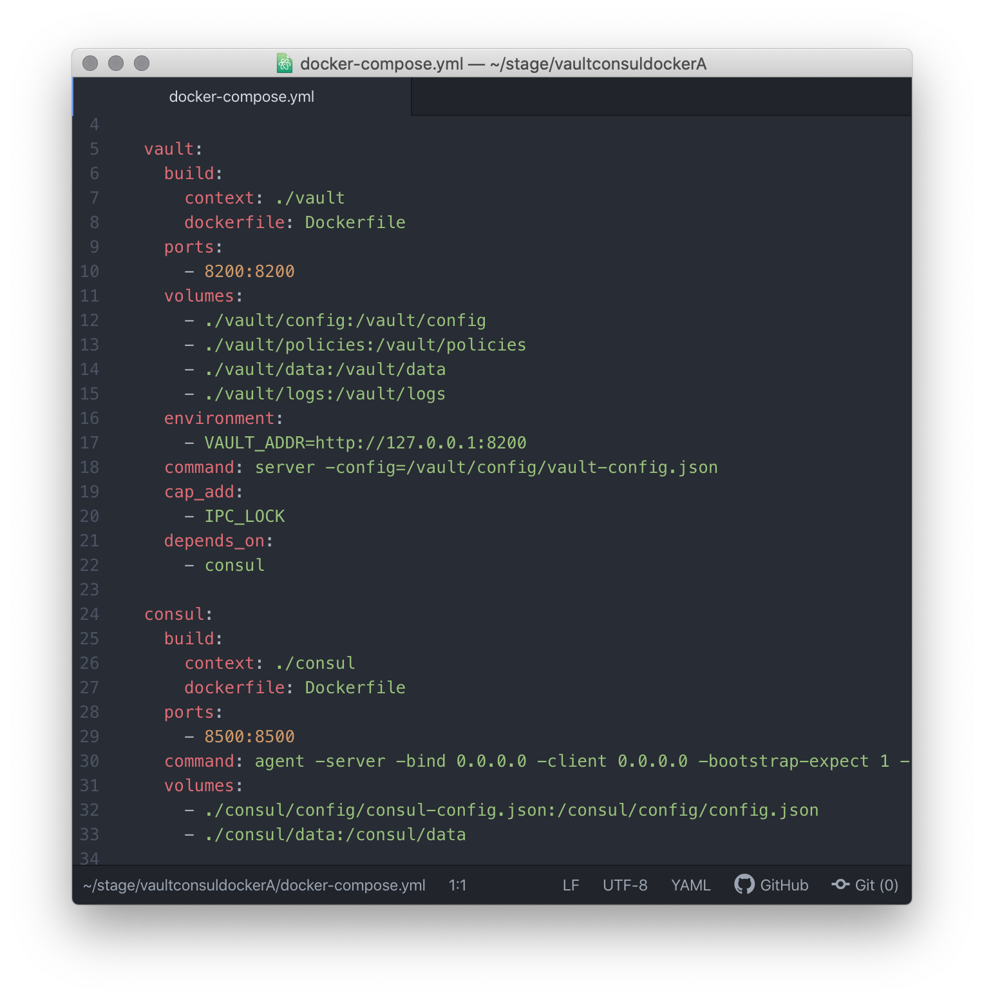 docker-compose.yml — ~/stage/vaultconsuldockerA
docker-compose.yml
4
5 vault:
6 build:
7 context: ./vault
8 dockerfile: Dockerfile
9 ports:
10 - 8200:8200
11 volumes:
12 - ./vault/config:/vault/config
13 - ./vault/policies:/vault/policies
14 - ./vault/data:/vault/data
15 - ./vault/logs:/vault/logs
16 environment:
17 - VAULT_ADDR=http://127.0.0.1:8200
18 command: server -config=/vault/config/vault-config.json
19 cap_add:
20 - IPC_LOCK
21 depends_on:
22 - consul
23
24 consul:
25 build:
26 context: ./consul
27 dockerfile: Dockerfile
28 ports:
29 - 8500:8500
30 command: agent -server -bind 0.0.0.0 -client 0.0.0.0 -bootstrap-expect 1 -
31 volumes:
32 - ./consul/config/consul-config.json:/consul/config/config.json
33 - ./consul/data:/consul/data
34
~/stage/vaultconsuldockerA/docker-compose.yml 1:1 LF UTF-8 YAML GitHub Git (0)